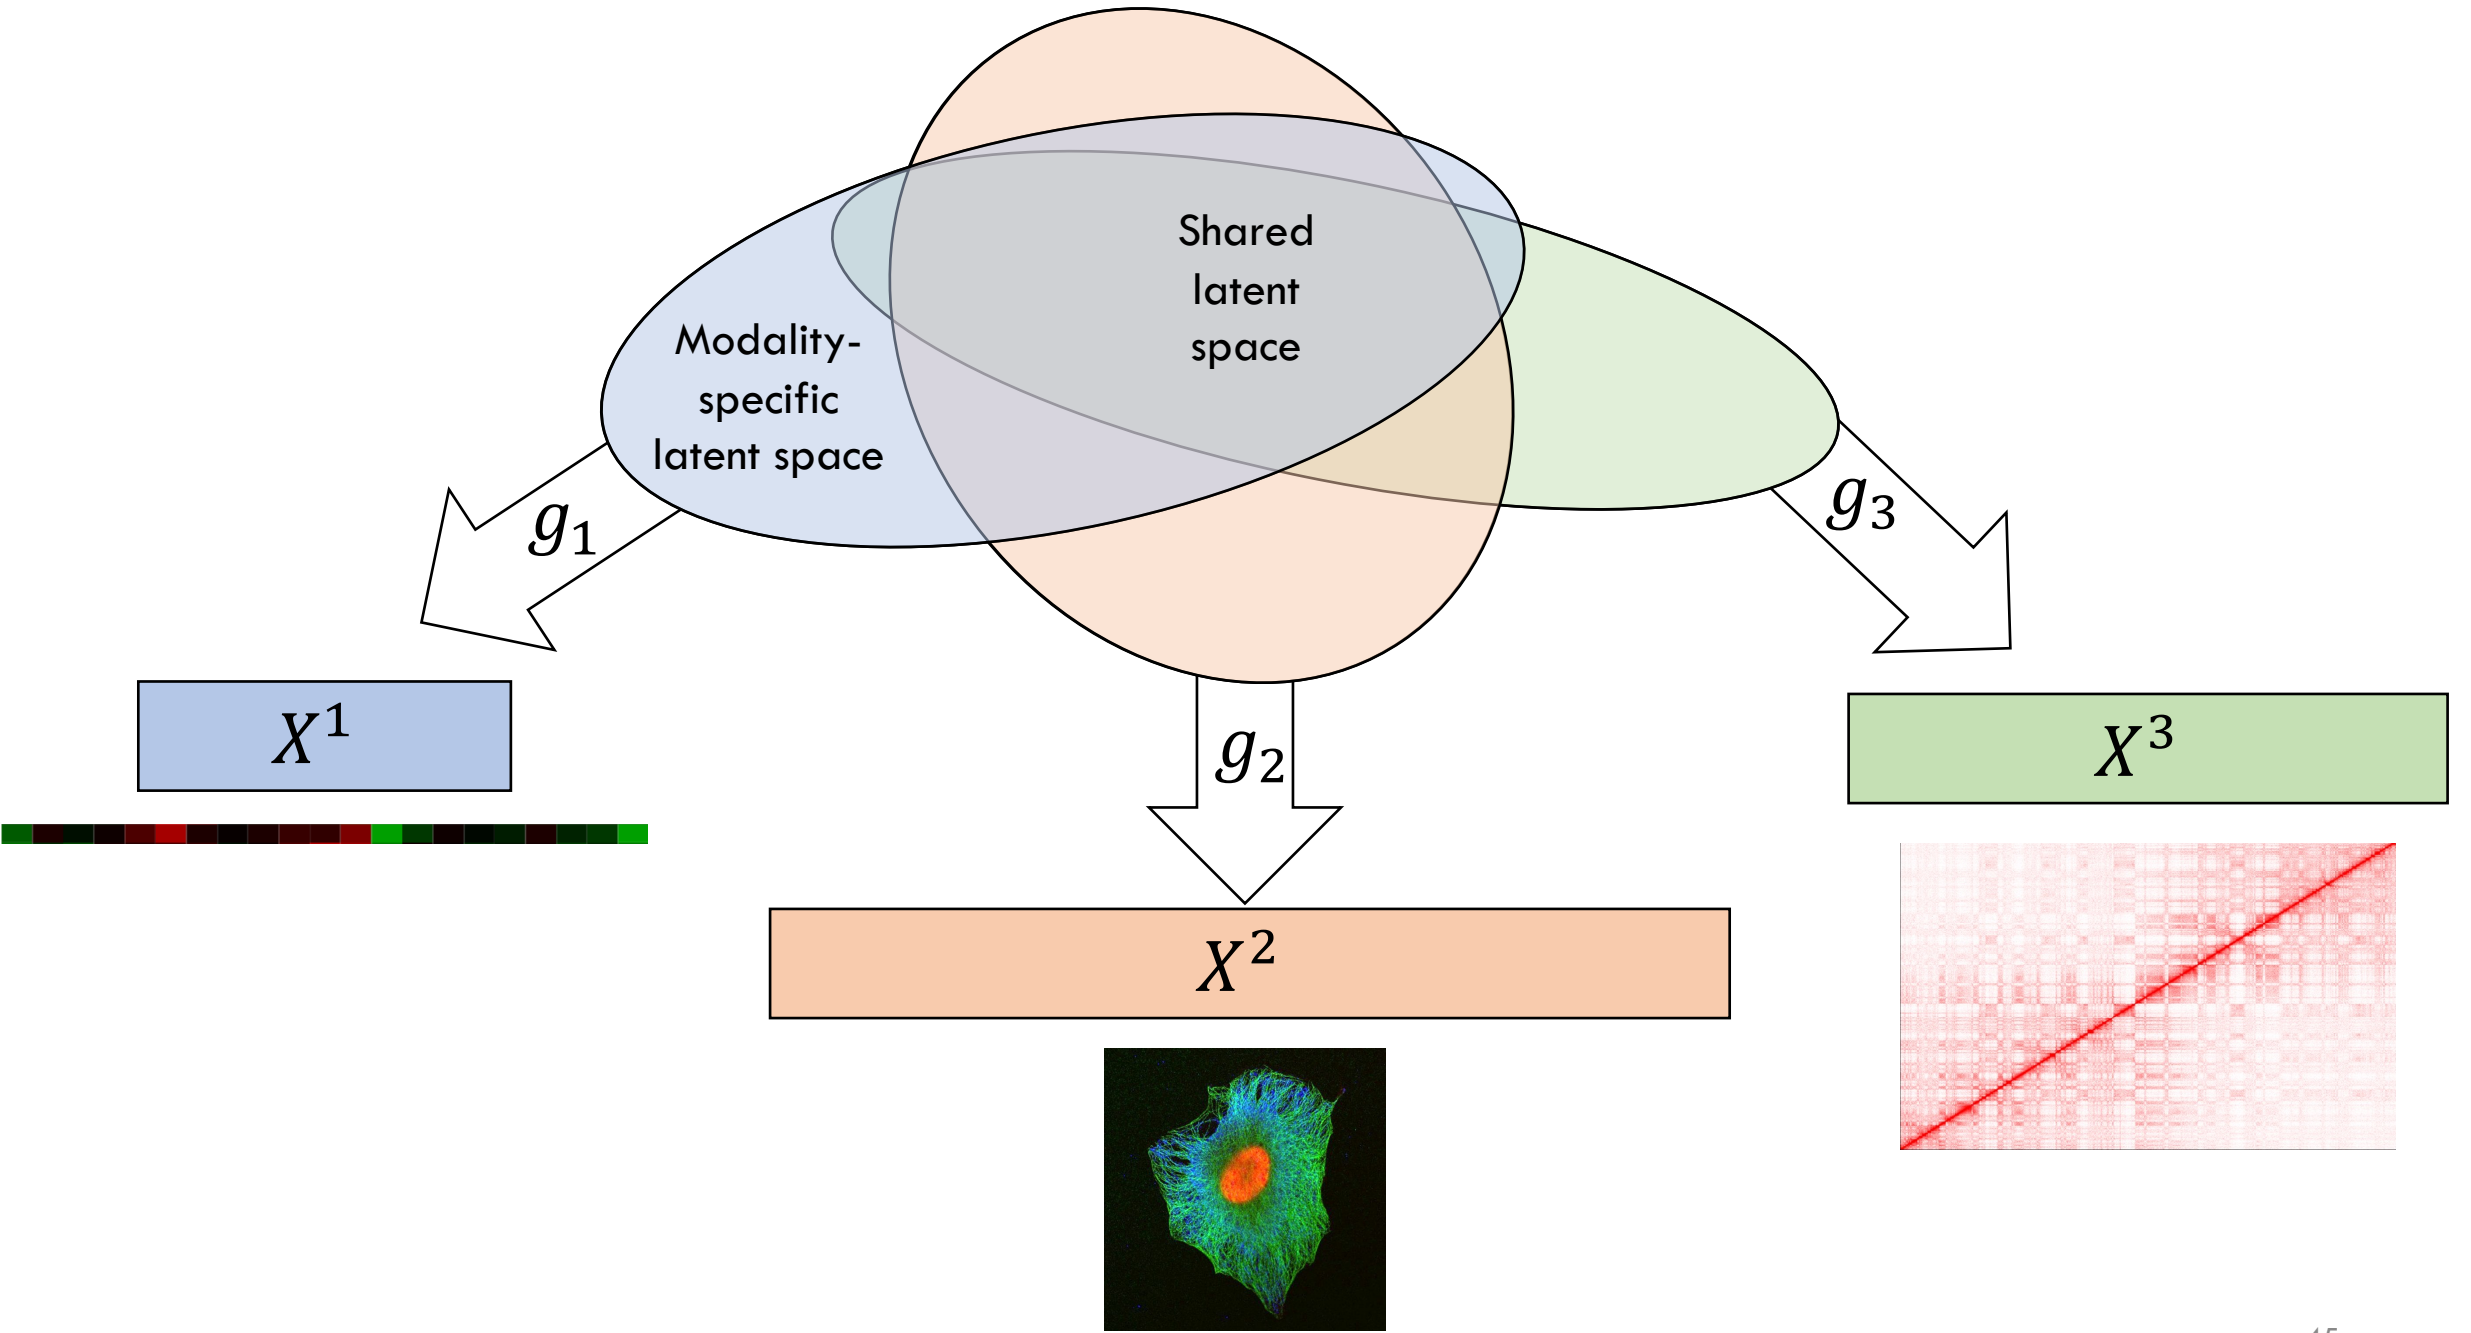 Shared
latent
space
Modality-
specific
latent space
g₁
g₃
X¹
X³
g₂
X²